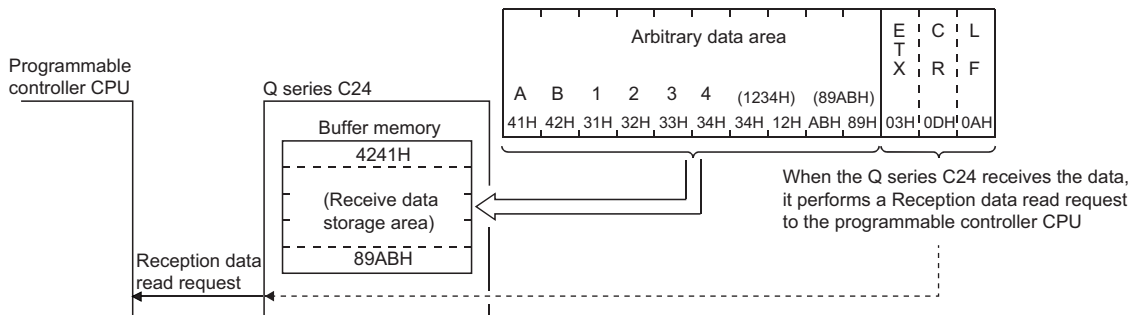 Arbitrary data area
E T X
C R
L F
A B 1 2 3 4 (1234H) (89ABH)
41H 42H 31H 32H 33H 34H 34H 12H ABH 89H 03H 0DH 0AH
Programmable
controller CPU
Q series C24
Buffer memory
4241H
(Receive data
storage area)
89ABH
When the Q series C24 receives the data,
it performs a Reception data read request
to the programmable controller CPU
Reception data
read request